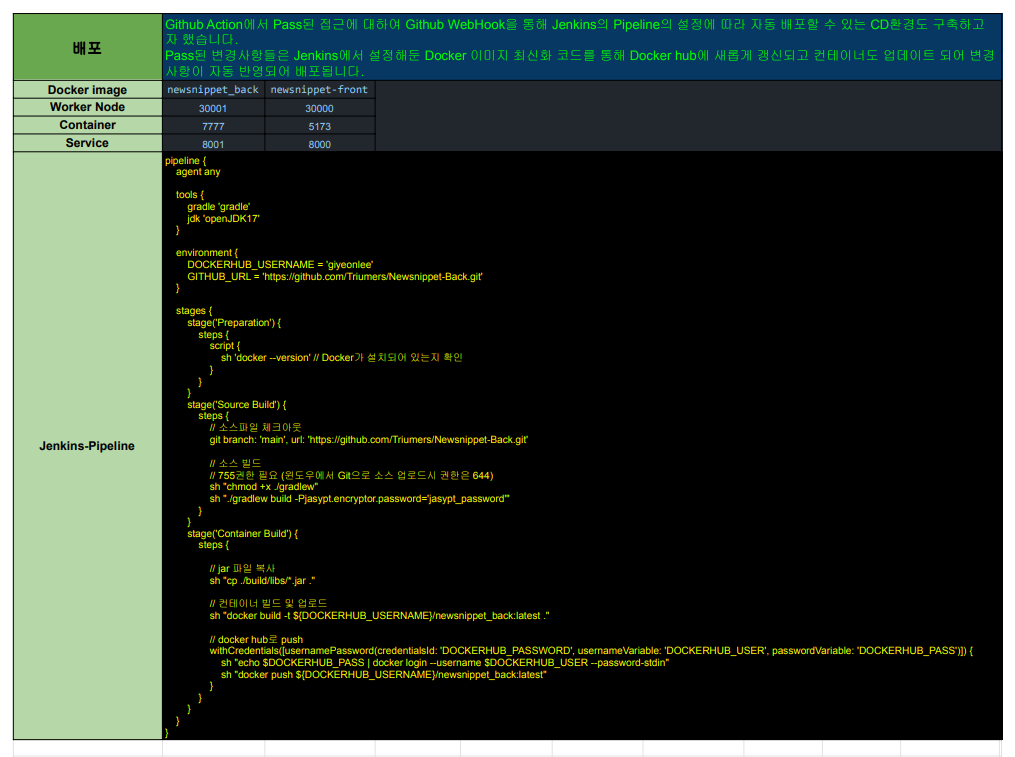 배포
Github Action에서 Pass된 접근에 대하여 Github WebHook을 통해 Jenkins의 Pipeline의 설정에 따라 자동 배포할 수 있는 CD환경도 구축하고
자 했습니다.
Pass된 변경사항들은 Jenkins에서 설정해둔 Docker 이미지 최신화 코드를 통해 Docker hub에 새롭게 갱신되고 컨테이너도 업데이트 되어 변경
사항이 자동 반영되어 배포됩니다.
Docker image newsnippet_back newsnippet-front
Worker Node 30001 30000
Container 7777 5173
Service 8001 8000
Jenkins-Pipeline
pipeline {
agent any
tools {
gradle 'gradle'
jdk 'openJDK17'
}
environment {
DOCKERHUB_USERNAME = 'giyeonlee'
GITHUB_URL = 'https://github.com/Triumers/Newsnippet-Back.git'
}
stages {
stage('Preparation') {
steps {
script {
sh 'docker --version' // Docker가 설치되어 있는지 확인
}
}
}
stage('Source Build') {
steps {
// 소스파일 체크아웃
git branch: 'main', url: 'https://github.com/Triumers/Newsnippet-Back.git'
// 소스 빌드
// 755권한 필요 (윈도우에서 Git으로 소스 업로드시 권한은 644)
sh "chmod +x ./gradlew"
sh "./gradlew build -Pjasypt.encryptor.password='jasypt_password'"
}
}
stage('Container Build') {
steps {
// jar 파일 복사
sh "cp ./build/libs/*.jar ."
// 컨테이너 빌드 및 업로드
sh "docker build -t ${DOCKERHUB_USERNAME}/newsnippet_back:latest ."
// docker hub로 push
withCredentials([usernamePassword(credentialsId: 'DOCKERHUB_PASSWORD', usernameVariable: 'DOCKERHUB_USER', passwordVariable: 'DOCKERHUB_PASS')]) {
sh "echo $DOCKERHUB_PASS | docker login --username $DOCKERHUB_USER --password-stdin"
sh "docker push ${DOCKERHUB_USERNAME}/newsnippet_back:latest"
}
}
}
}
}